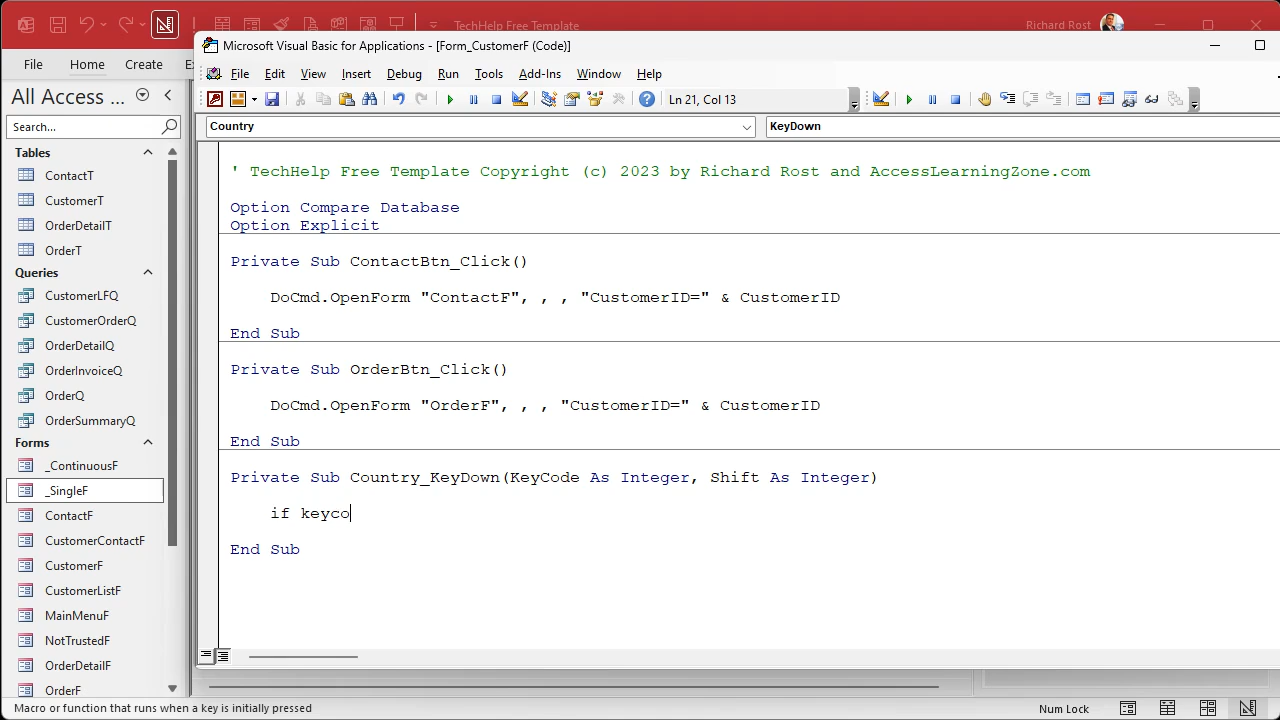 TechHelp Free Template
Richard Rost
File
Home
Create
All Access ...
Search...
Tables
ContactT
CustomerT
OrderDetailT
OrderT
Queries
CustomerLFQ
CustomerOrderQ
OrderDetailQ
OrderInvoiceQ
OrderQ
OrderSummaryQ
Forms
_ContinuousF
_SingleF
ContactF
CustomerContactF
CustomerF
CustomerListF
MainMenuF
NotTrustedF
OrderDetailF
OrderF
Microsoft Visual Basic for Applications - [Form_CustomerF (Code)]
File Edit View Insert Debug Run Tools Add-Ins Window Help
Ln 21, Col 13
Country
KeyDown
' TechHelp Free Template Copyright (c) 2023 by Richard Rost and AccessLearningZone.com
Option Compare Database
Option Explicit
Private Sub ContactBtn_Click()
DoCmd.OpenForm "ContactF", , , "CustomerID=" & CustomerID
End Sub
Private Sub OrderBtn_Click()
DoCmd.OpenForm "OrderF", , , "CustomerID=" & CustomerID
End Sub
Private Sub Country_KeyDown(KeyCode As Integer, Shift As Integer)
if keyco
End Sub
Macro or function that runs when a key is initially pressed
Num Lock